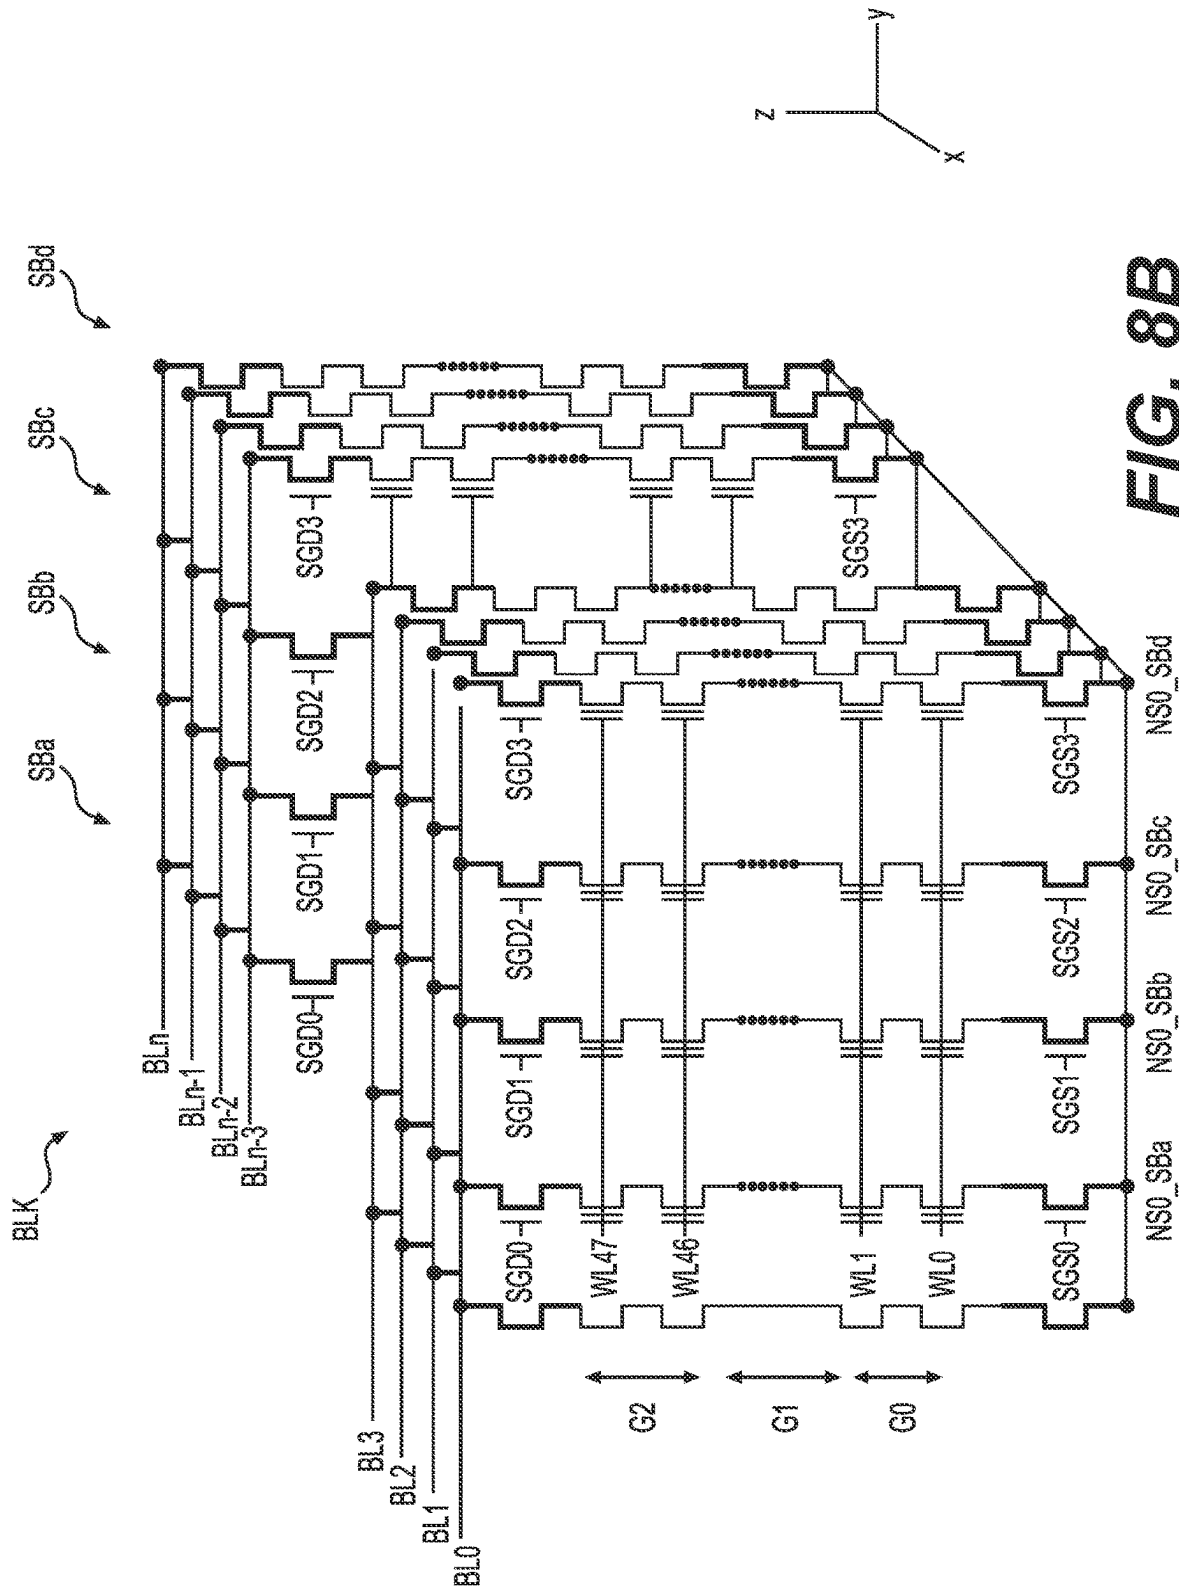 BLK
SBa
SBb
SBc
SBd
BLn
BLn-1
BLn-2
BLn-3
SGD0
SGD1
SGD2
SGD3
BL3
BL2
BL1
BL0
SGD0
SGD1
SGD2
SGD3
WL47
WL46
WL1
WL0
G2
G1
G0
SGS3
SGS0
SGS1
SGS2
SGS3
NS0_SBa
NS0_SBb
NS0_SBc
NS0_SBd
z
y
x
FIG. 8B